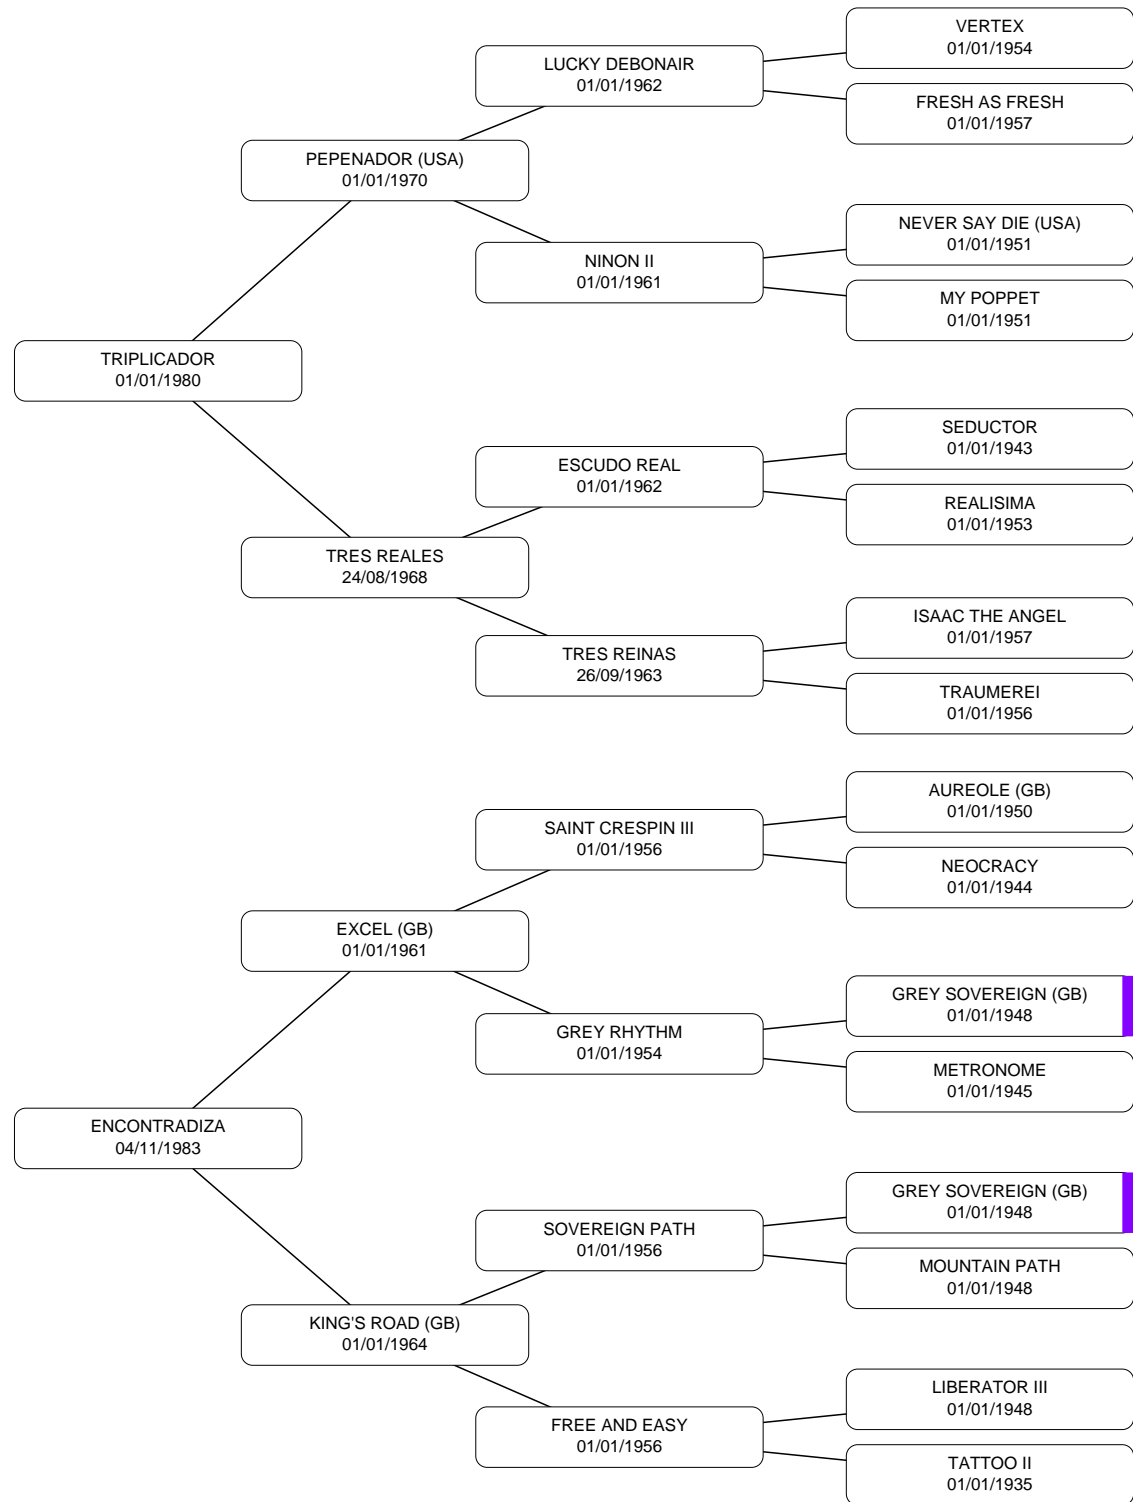 VERTEX
01/01/1954
LUCKY DEBONAIR
01/01/1962
FRESH AS FRESH
01/01/1957
PEPENADOR (USA)
01/01/1970
NEVER SAY DIE (USA)
01/01/1951
NINON II
01/01/1961
MY POPPET
01/01/1951
TRIPLICADOR
01/01/1980
SEDUCTOR
01/01/1943
ESCUDO REAL
01/01/1962
REALISIMA
01/01/1953
TRES REALES
24/08/1968
ISAAC THE ANGEL
01/01/1957
TRES REINAS
26/09/1963
TRAUMEREI
01/01/1956
AUREOLE (GB)
01/01/1950
SAINT CRESPIN III
01/01/1956
NEOCRACY
01/01/1944
EXCEL (GB)
01/01/1961
GREY SOVEREIGN (GB)
01/01/1948
GREY RHYTHM
01/01/1954
METRONOME
01/01/1945
ENCONTRADIZA
04/11/1983
GREY SOVEREIGN (GB)
01/01/1948
SOVEREIGN PATH
01/01/1956
MOUNTAIN PATH
01/01/1948
KING'S ROAD (GB)
01/01/1964
LIBERATOR III
01/01/1948
FREE AND EASY
01/01/1956
TATTOO II
01/01/1935